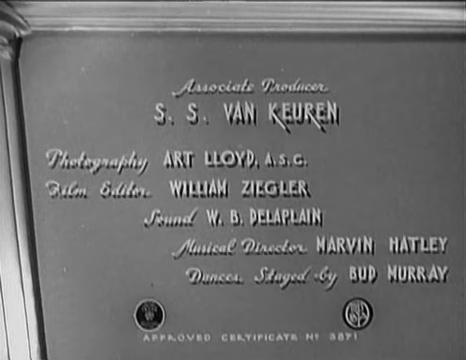 Associate Producer
S. S. VAN KEUREN
Photography ART LLOYD, A.S.C.
Film Editor WILLIAM ZIEGLER
Sound W. B. DELAPLAIN
Musical Director MARVIN HATLEY
Dances Staged by BUD MURRAY
APPROVED CERTIFICATE Nº 3871